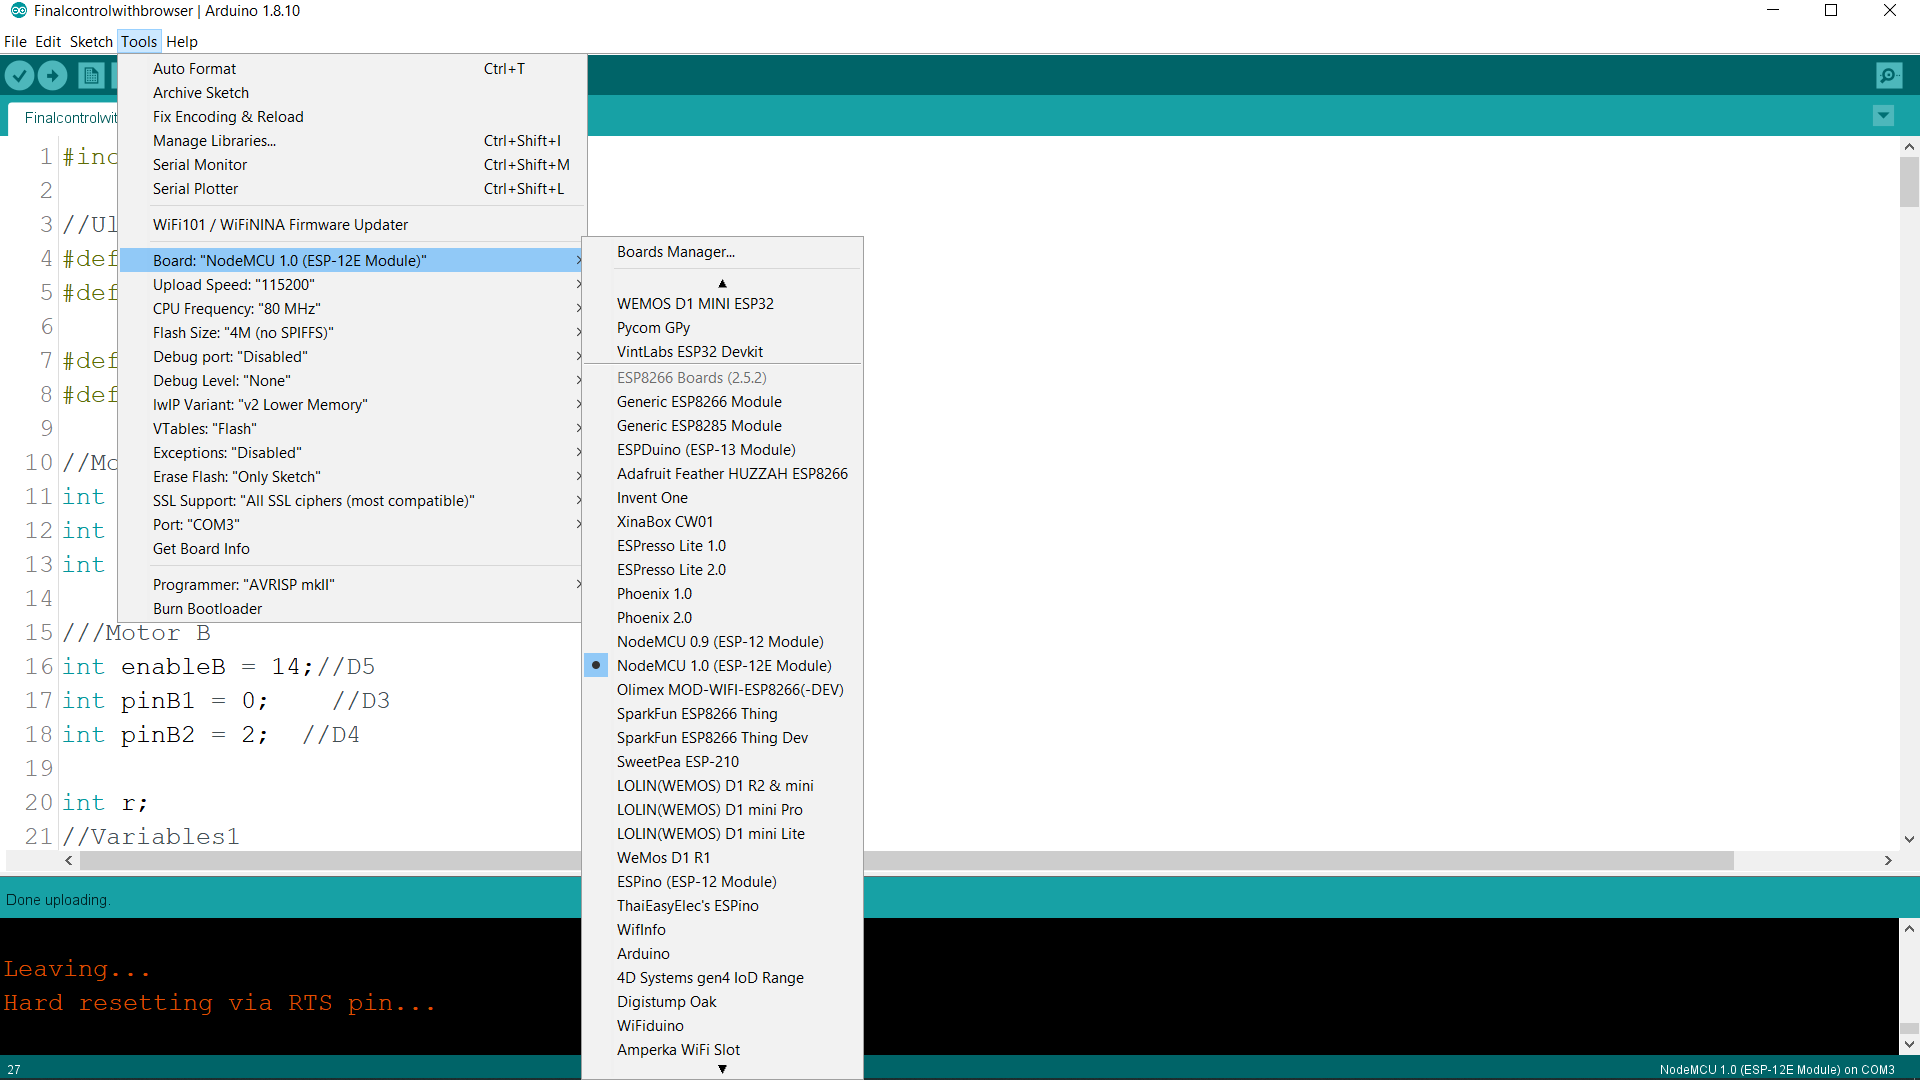 Finalcontrolwithbrowser | Arduino 1.8.10
File Edit Sketch Tools Help
Finalcontrolwit
Auto Format Ctrl+T
Archive Sketch
Fix Encoding & Reload
Manage Libraries... Ctrl+Shift+I
Serial Monitor Ctrl+Shift+M
Serial Plotter Ctrl+Shift+L
WiFi101 / WiFiNINA Firmware Updater
Board: "NodeMCU 1.0 (ESP-12E Module)"
Upload Speed: "115200"
CPU Frequency: "80 MHz"
Flash Size: "4M (no SPIFFS)"
Debug port: "Disabled"
Debug Level: "None"
IwIP Variant: "v2 Lower Memory"
VTables: "Flash"
Exceptions: "Disabled"
Erase Flash: "Only Sketch"
SSL Support: "All SSL ciphers (most compatible)"
Port: "COM3"
Get Board Info
Programmer: "AVRISP mkII"
Burn Bootloader
Boards Manager...
WEMOS D1 MINI ESP32
Pycom GPy
VintLabs ESP32 Devkit
ESP8266 Boards (2.5.2)
Generic ESP8266 Module
Generic ESP8285 Module
ESPDuino (ESP-13 Module)
Adafruit Feather HUZZAH ESP8266
Invent One
XinaBox CW01
ESPresso Lite 1.0
ESPresso Lite 2.0
Phoenix 1.0
Phoenix 2.0
NodeMCU 0.9 (ESP-12 Module)
NodeMCU 1.0 (ESP-12E Module)
Olimex MOD-WIFI-ESP8266(-DEV)
SparkFun ESP8266 Thing
SparkFun ESP8266 Thing Dev
SweetPea ESP-210
LOLIN(WEMOS) D1 R2 & mini
LOLIN(WEMOS) D1 mini Pro
LOLIN(WEMOS) D1 mini Lite
WeMos D1 R1
ESPino (ESP-12 Module)
ThaiEasyElec's ESPino
WifInfo
Arduino
4D Systems gen4 IoD Range
Digistump Oak
WiFiduino
Amperka WiFi Slot
1 #inc
2
3 //Ul
4 #def
5 #def
6
7 #def
8 #def
9
10 //Mo
11 int
12 int
13 int
14
15 ///Motor B
16 int enableB = 14;//D5
17 int pinB1 = 0; //D3
18 int pinB2 = 2; //D4
19
20 int r;
21 //Variables1
Done uploading.
Leaving...
Hard resetting via RTS pin...
27
NodeMCU 1.0 (ESP-12E Module) on COM3